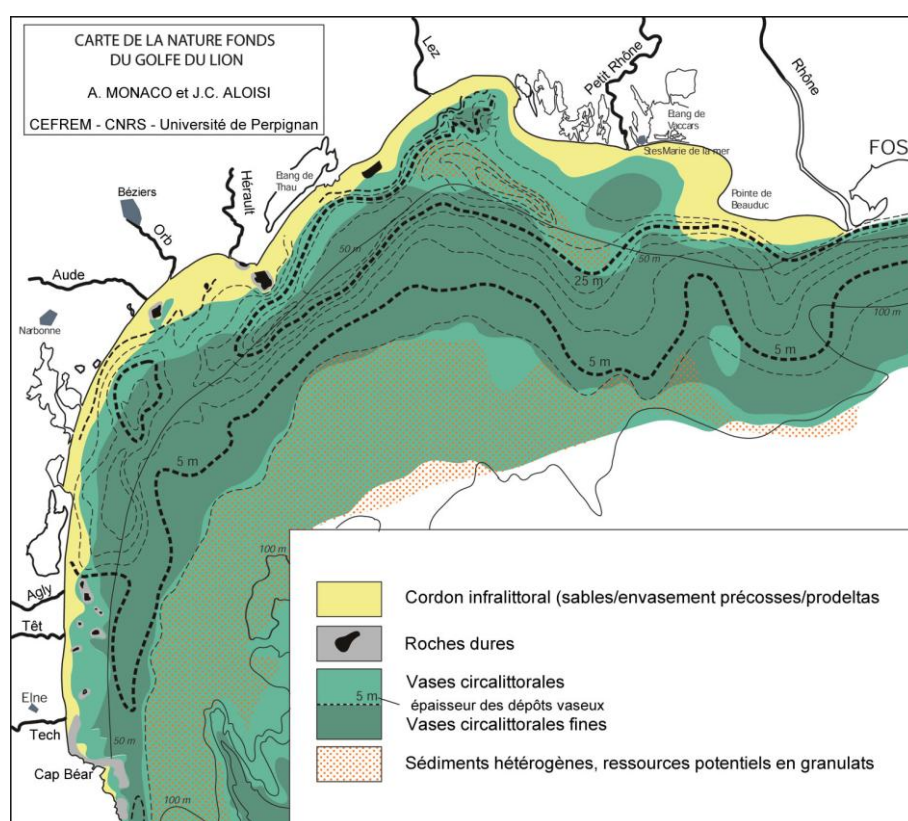 CARTE DE LA NATURE FONDS
DU GOLFE DU LION
A. MONACO et J.C. ALOISI
CEFREM - CNRS - Université de Perpignan
Lez
Petit Rhône
Rhône
Etang de
Vaccars
Stes Marie de la mer
FOS
Pointe de
Beauduc
Etang de
Thau
Hérault
Béziers
Orb
Aude
Narbonne
50 m
50 m
25 m
100 m
5 m
5 m
5 m
100 m
Agly
Têt
Elne
Tech
50 m
Cap Béar
100 m
Cordon infralittoral (sables/envasement précosses/prodeltas
Roches dures
Vases circalittorales
5 m
épaisseur des dépôts vaseux
Vases circalittorales fines
Sédiments hétérogènes, ressources potentiels en granulats